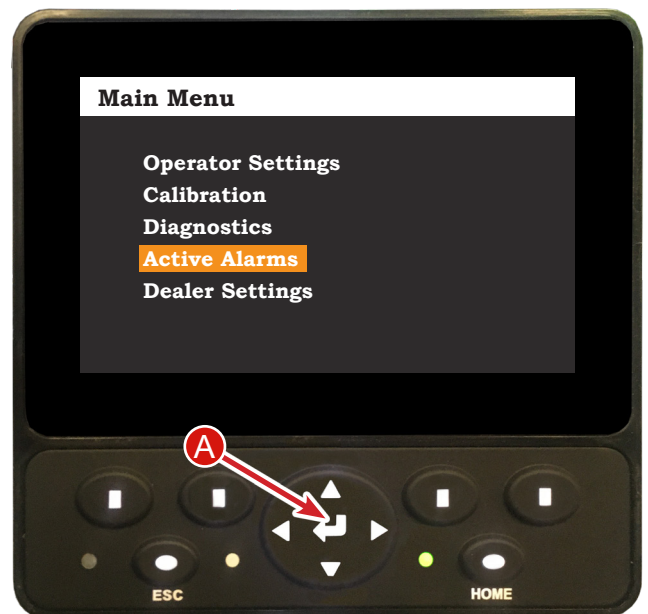 Main Menu
Operator Settings
Calibration
Diagnostics
Active Alarms
Dealer Settings
A
ESC
HOME